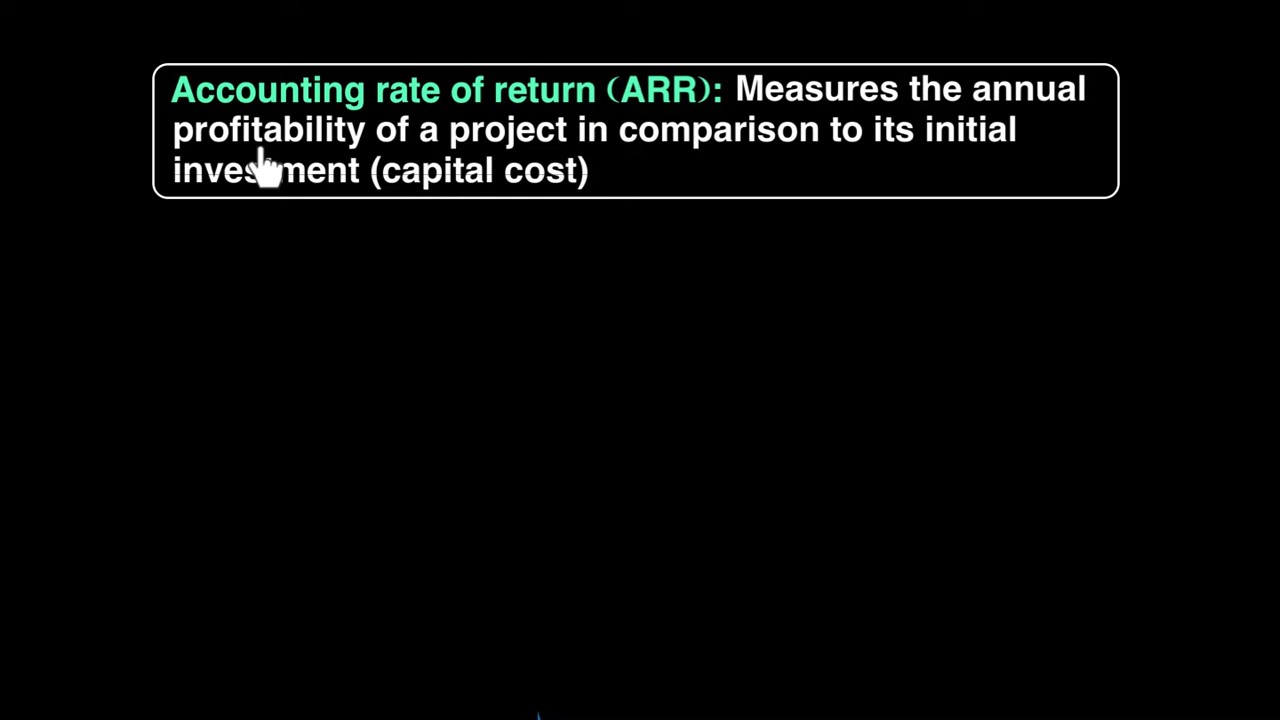 Accounting rate of return (ARR): Measures the annual
profitability of a project in comparison to its initial
investment (capital cost)